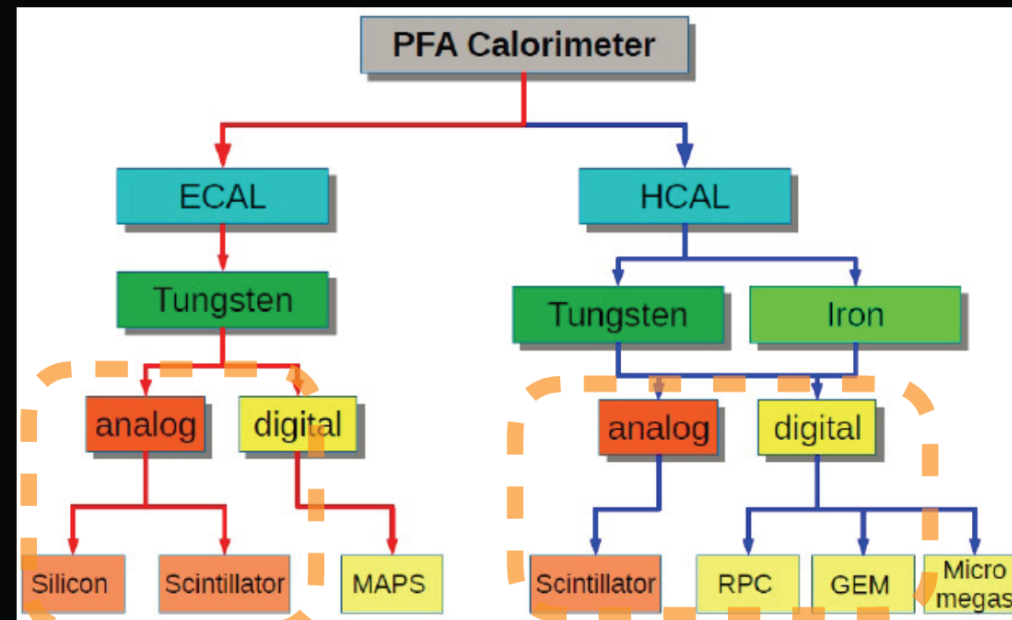 PFA Calorimeter
ECAL
HCAL
Tungsten
Tungsten
Iron
analog
digital
analog
digital
Silicon
Scintillator
MAPS
Scintillator
RPC
GEM
Micro
megas